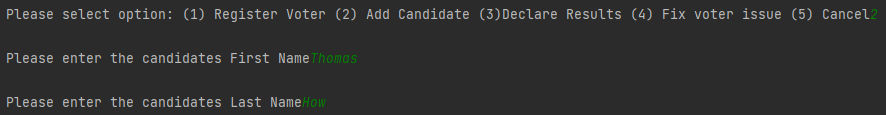 Please select option: (1) Register Voter (2) Add Candidate (3)Declare Results (4) Fix voter issue (5) Cancel2
Please enter the candidates First NameThomas
Please enter the candidates Last NameHow